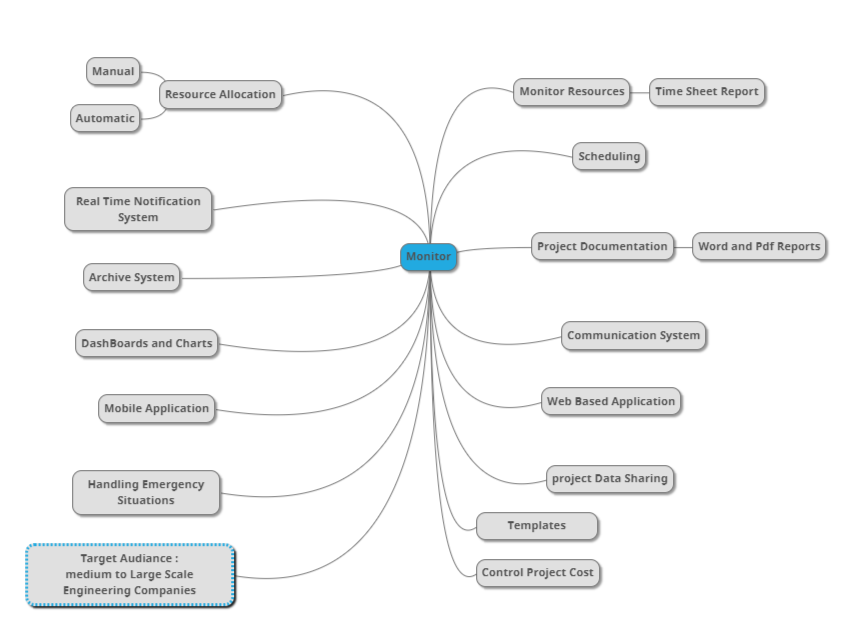 Manual
Resource Allocation
Automatic
Real Time Notification
System
Archive System
DashBoards and Charts
Mobile Application
Handling Emergency
Situations
Target Audiance :
medium to Large Scale
Engineering Companies
Monitor
Monitor Resources
Time Sheet Report
Scheduling
Project Documentation
Word and Pdf Reports
Communication System
Web Based Application
project Data Sharing
Templates
Control Project Cost